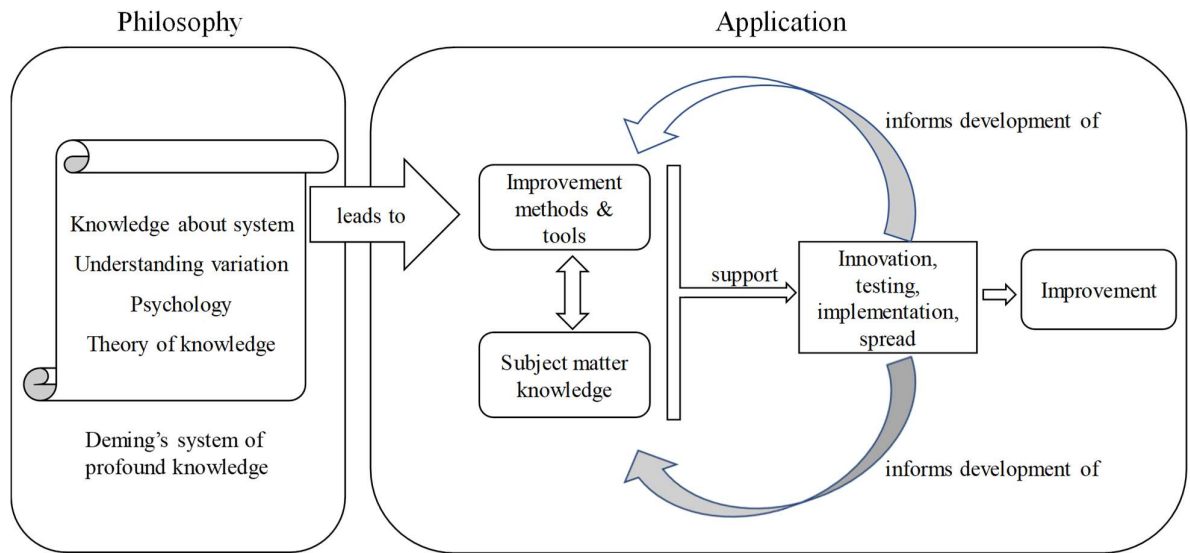 Philosophy
Application
Knowledge about system
Understanding variation
Psychology
Theory of knowledge
Deming’s system of
profound knowledge
leads to
Improvement
methods &
tools
Subject matter
knowledge
support
informs development of
Innovation,
testing,
implementation,
spread
Improvement
informs development of